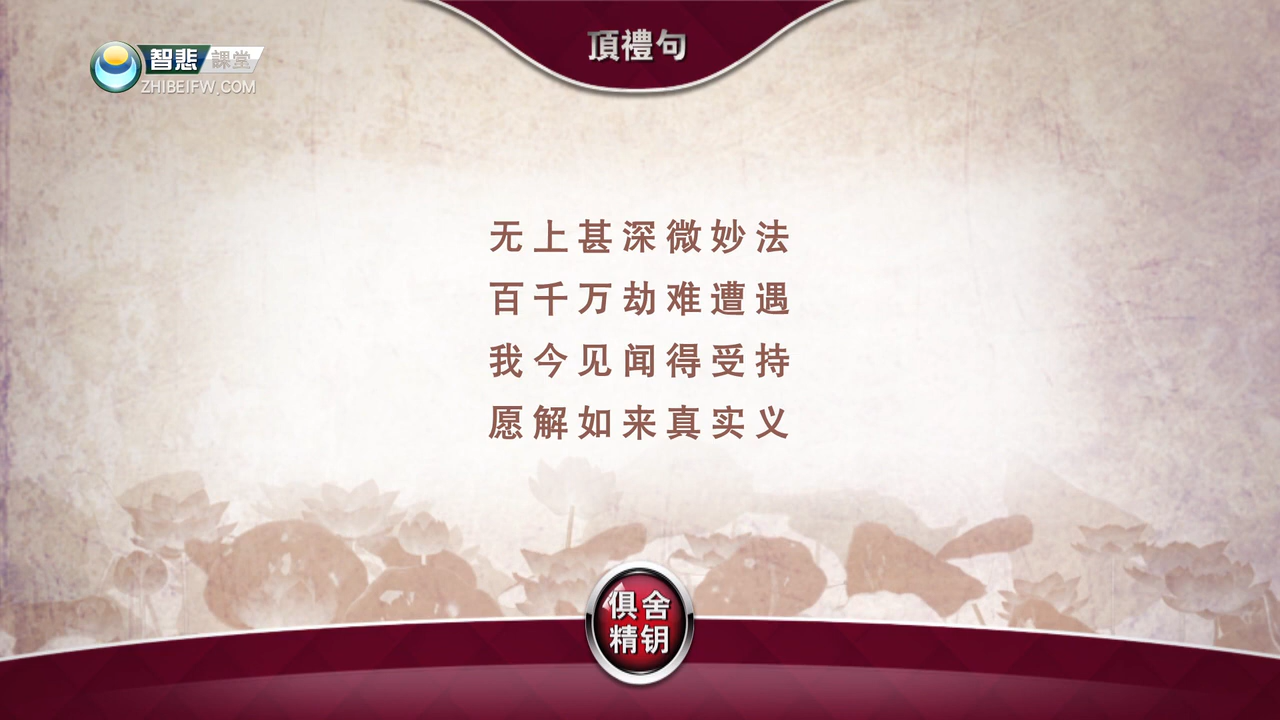 頂禮句
智悲課堂
ZHIBEIFW.COM
无上甚深微妙法
百千万劫难遭遇
我今见闻得受持
愿解如来真实义
俱舍
精钥